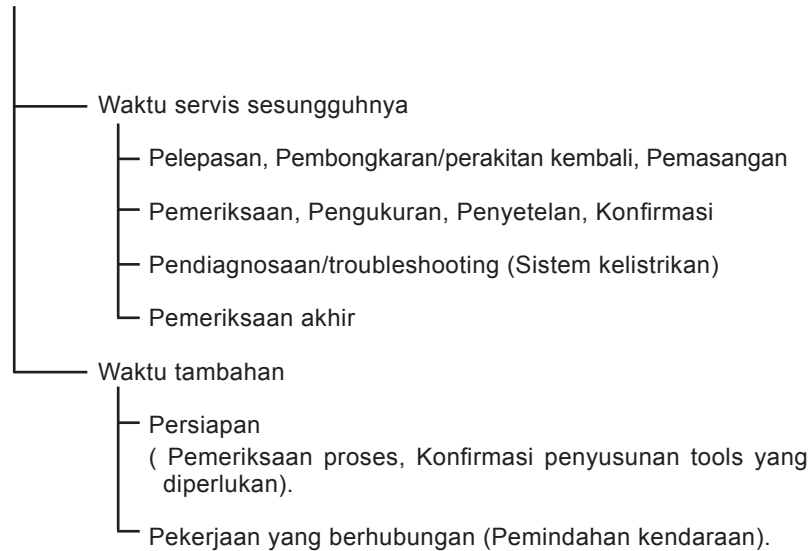 Waktu servis sesungguhnya
Pelepasan, Pembongkaran/perakitan kembali, Pemasangan
Pemeriksaan, Pengukuran, Penyetelan, Konfirmasi
Pendiagnosaan/troubleshooting (Sistem kelistrikan)
Pemeriksaan akhir
Waktu tambahan
Persiapan
( Pemeriksaan proses, Konfirmasi penyusunan tools yang
diperlukan).
Pekerjaan yang berhubungan (Pemindahan kendaraan).